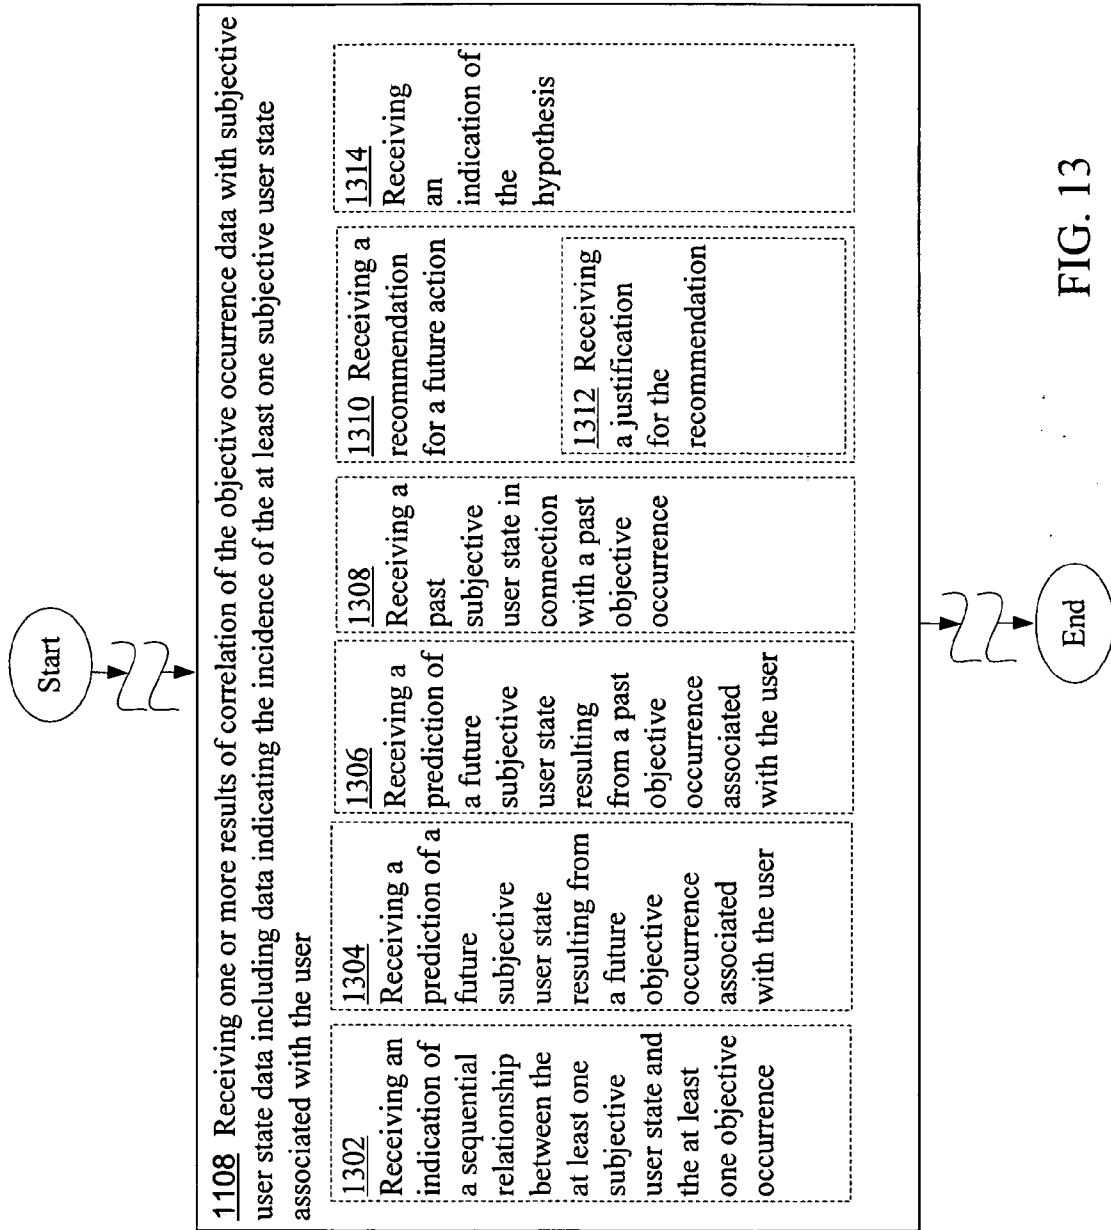 Start
1108 Receiving one or more results of correlation of the objective occurrence data with subjective
user state data including data indicating the incidence of the at least one subjective user state
associated with the user
1302
Receiving an
indication of
a sequential
relationship
between the
at least one
subjective
user state and
the at least
one objective
occurrence
1304
Receiving a
prediction of a
future
subjective
user state
resulting from
a future
objective
occurrence
associated
with the user
1306
Receiving a
prediction of
a future
subjective
user state
resulting
from a past
objective
occurrence
associated
with the user
1308
Receiving a
past
subjective
user state in
connection
with a past
objective
occurrence
1310 Receiving a
recommendation
for a future action
1312 Receiving
a justification
for the
recommendation
1314
Receiving
an
indication of
the
hypothesis
End
FIG. 13